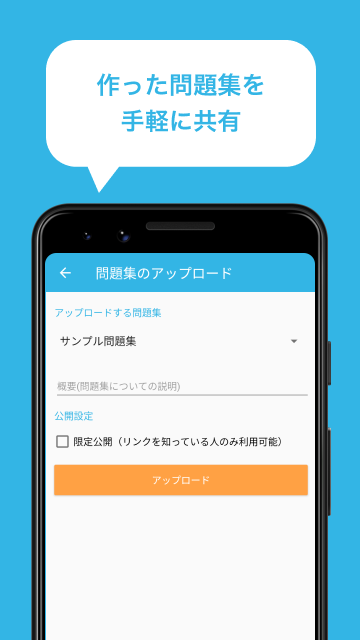 作った問題集を
手軽に共有
問題集のアップロード
アップロードする問題集
サンプル問題集
概要(問題集についての説明)
公開設定
限定公開（リンクを知っている人のみ利用可能）
アップロード